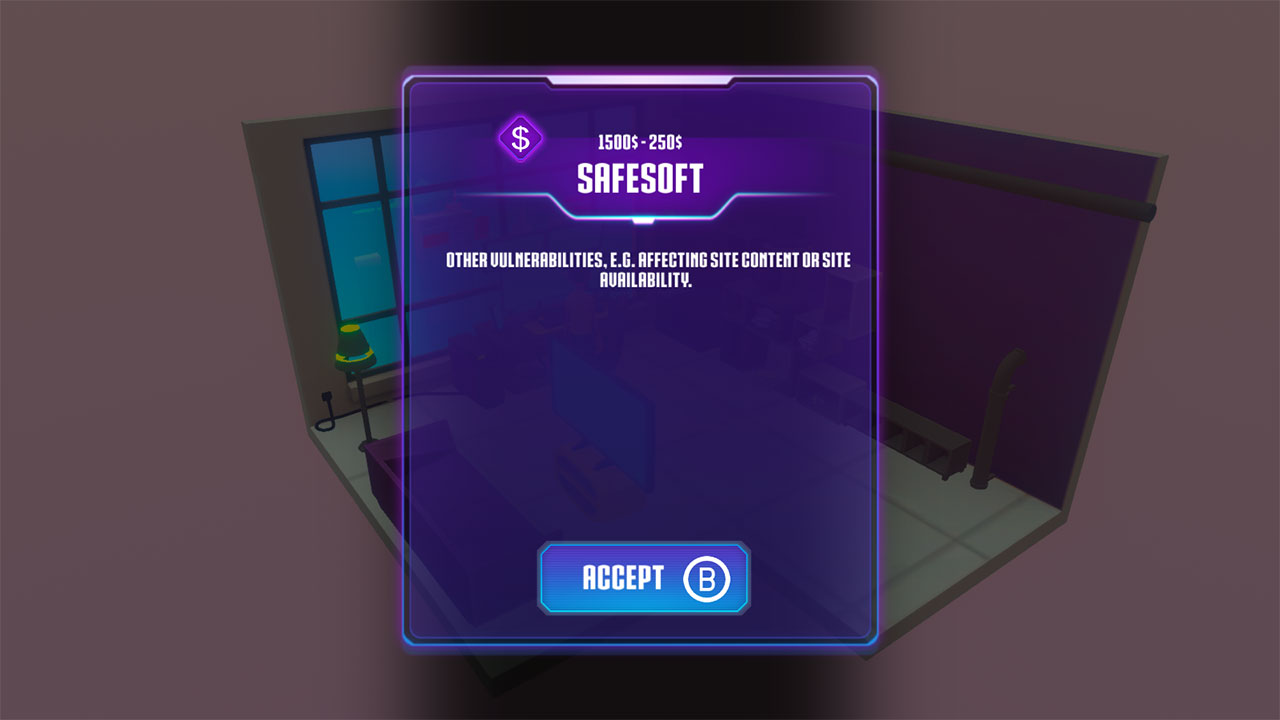 $
1500$ - 250$
SAFESOFT
OTHER VULNERABILITIES, E.G. AFFECTING SITE CONTENT OR SITE
AVAILABILITY.
ACCEPT B